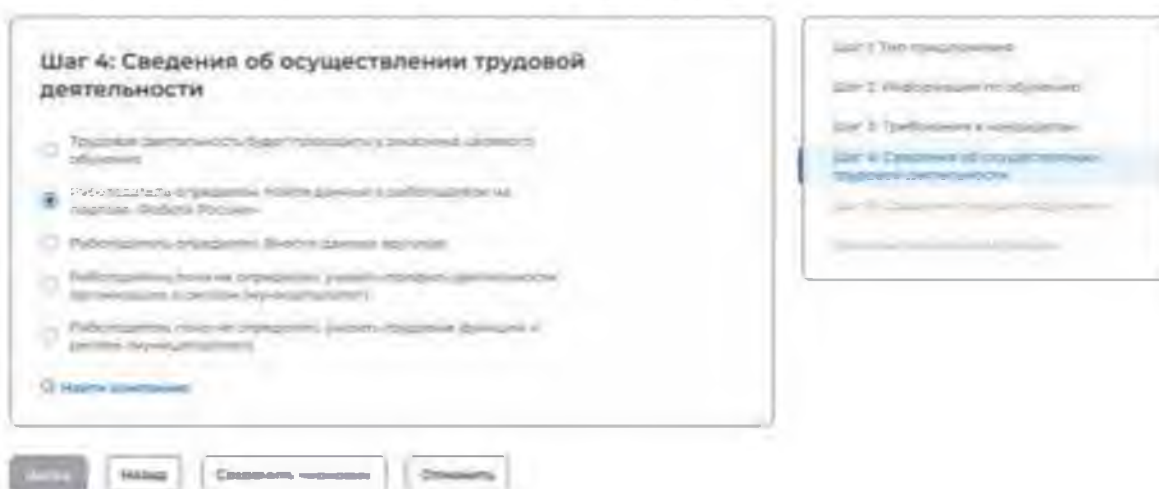 Шаг 4: Сведения об осуществлении трудовой
деятельности
Трудовая деятельность будет проходить у заказчика целевого
обучения
Работодатель определен. Найти данные о работодателе на
портале «Работа России»
Работодатель определен. Внести данные вручную
Работодатель пока не определен, указать профиль деятельности
организации и регион (муниципалитет)
Работодатель пока не определен, указать трудовые функции и
регион (муниципалитет)
Найти компанию
Далее
Назад
Сохранить черновик
Отменить
Шаг 1: Тип предложения
Шаг 2: Информация по обучению
Шаг 3: Требования к кандидатам
Шаг 4: Сведения об осуществлении
трудовой деятельности